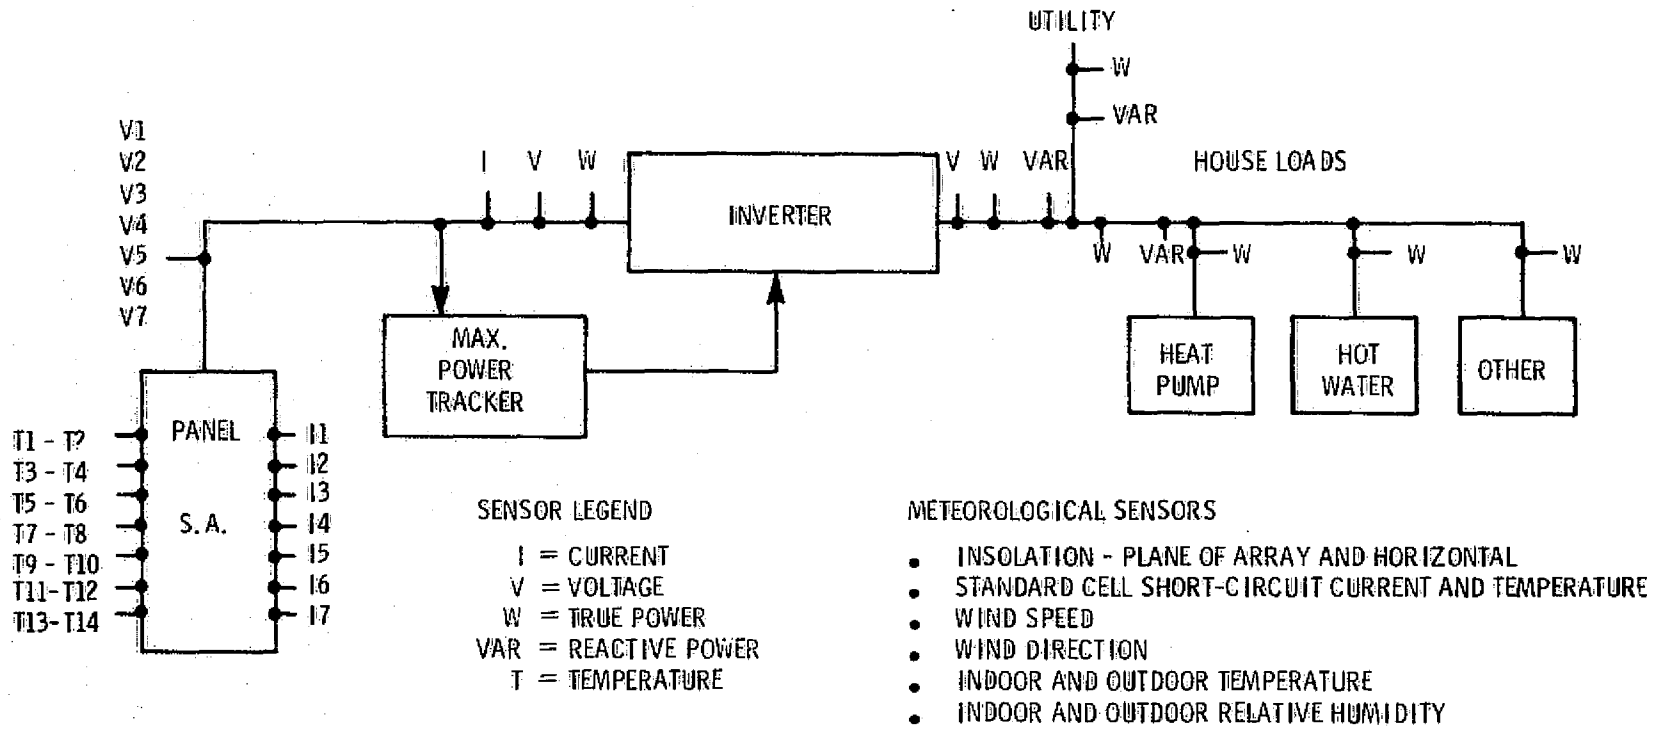 UTILITY
W
VAR
V1
V2
V3
V4
V5
V6
V7
I V W
INVERTER
V W VAR
HOUSE LOADS
W VAR W W W
MAX.
POWER
TRACKER
HEAT
PUMP
HOT
WATER
OTHER
PANEL
S.A.
T1 - T?
T3 - T4
T5 - T6
T7 - T8
T9 - T10
T11-T12
T13-T14
I1
I2
I3
I4
I5
I6
I7
SENSOR LEGEND
I = CURRENT
V = VOLTAGE
W = TRUE POWER
VAR = REACTIVE POWER
T = TEMPERATURE
METEOROLOGICAL SENSORS
• INSOLATION - PLANE OF ARRAY AND HORIZONTAL
• STANDARD CELL SHORT-CIRCUIT CURRENT AND TEMPERATURE
• WIND SPEED
• WIND DIRECTION
• INDOOR AND OUTDOOR TEMPERATURE
• INDOOR AND OUTDOOR RELATIVE HUMIDITY